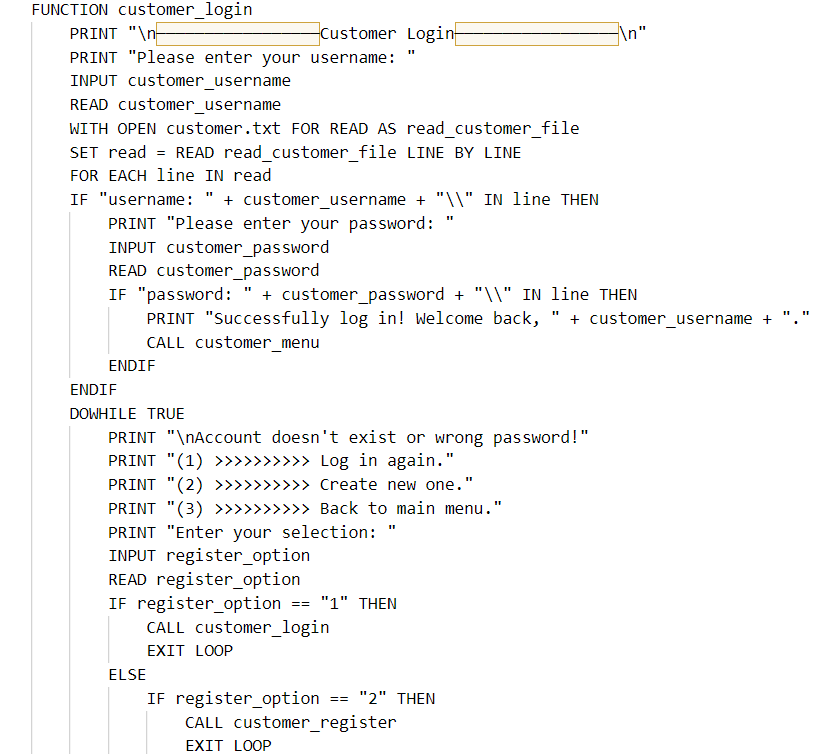 FUNCTION customer_login
PRINT "\n─────────────────Customer Login─────────────────\n"
PRINT "Please enter your username: "
INPUT customer_username
READ customer_username
WITH OPEN customer.txt FOR READ AS read_customer_file
SET read = READ read_customer_file LINE BY LINE
FOR EACH line IN read
IF "username: " + customer_username + "\\" IN line THEN
PRINT "Please enter your password: "
INPUT customer_password
READ customer_password
IF "password: " + customer_password + "\\" IN line THEN
PRINT "Successfully log in! Welcome back, " + customer_username + "."
CALL customer_menu
ENDIF
ENDIF
DOWHILE TRUE
PRINT "\nAccount doesn't exist or wrong password!"
PRINT "(1) >>>>>>>>>> Log in again."
PRINT "(2) >>>>>>>>>> Create new one."
PRINT "(3) >>>>>>>>>> Back to main menu."
PRINT "Enter your selection: "
INPUT register_option
READ register_option
IF register_option == "1" THEN
CALL customer_login
EXIT LOOP
ELSE
IF register_option == "2" THEN
CALL customer_register
EXIT LOOP